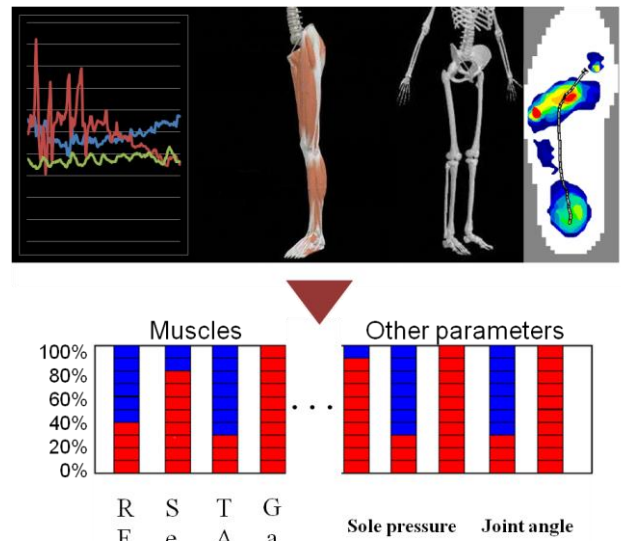 Muscles
Other parameters
100%
80%
60%
40%
20%
0%
...
R S T G
F e A a
Sole pressure Joint angle